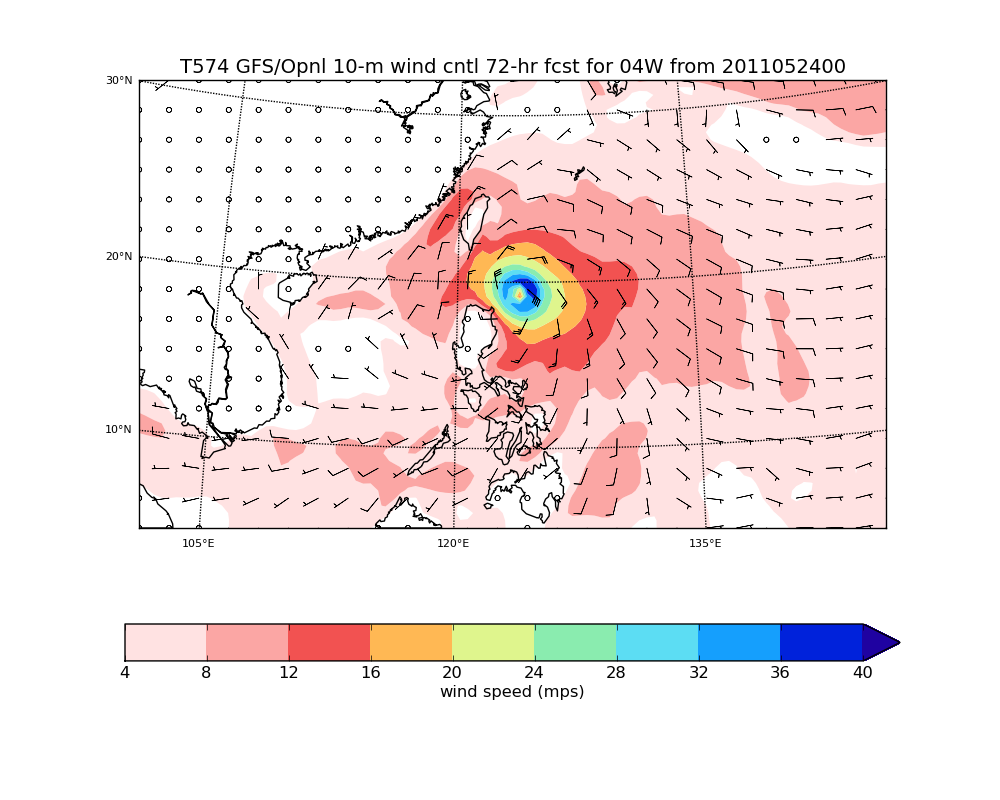 T574 GFS/Opnl 10-m wind cntl 72-hr fcst for 04W from 2011052400
30°N
20°N
10°N
105°E 120°E 135°E
4 8 12 16 20 24 28 32 36 40
wind speed (mps)